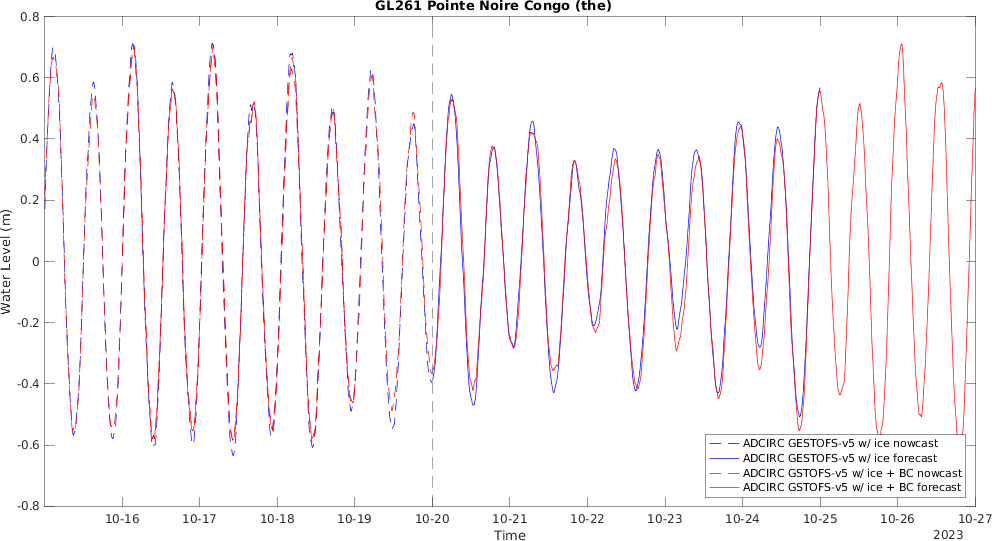 GL261 Pointe Noire Congo (the)
0.8
0.6
0.4
0.2
0
-0.2
-0.4
-0.6
-0.8
Water Level (m)
ADCIRC GESTOFS-v5 w/ ice nowcast
ADCIRC GESTOFS-v5 w/ ice forecast
ADCIRC GSTOFS-v5 w/ ice + BC nowcast
ADCIRC GSTOFS-v5 w/ ice + BC forecast
10-16 10-17 10-18 10-19 10-20 10-21 10-22 10-23 10-24 10-25 10-26 10-27
Time
2023